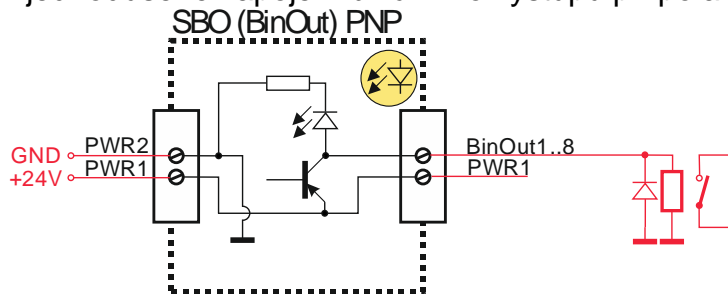 SBO (BinOut) PNP
GND PWR2
+24V PWR1
BinOut1..8
PWR1